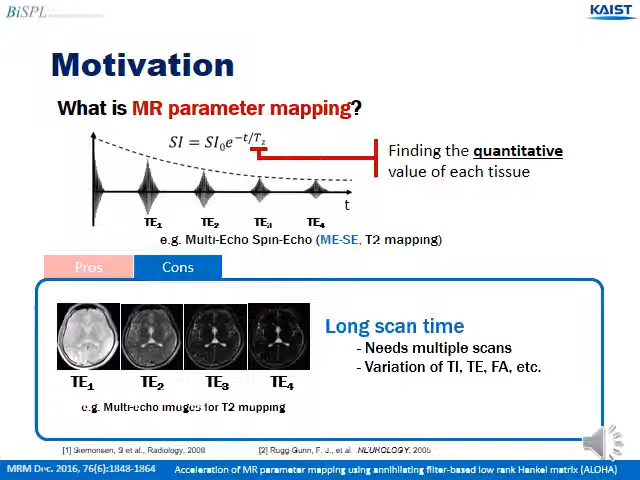 BiSPL
KAIST
Motivation
What is MR parameter mapping?
SI = SI₀e^{-t/T₂}
Finding the quantitative
value of each tissue
t
TE₁ TE₂ TE₃ TE₄
e.g. Multi-Echo Spin-Echo (ME-SE, T2 mapping)
Pros Cons
Long scan time
- Needs multiple scans
- Variation of TI, TE, FA, etc.
TE₁ TE₂ TE₃ TE₄
e.g. Multi-echo images for T2 mapping
[1] Siemonsen, S et al., Radiology, 2008 [2] Rugg-Gunn, F. J., et al. NEUROLOGY, 2005
MRM Dec. 2016, 76(6):1848-1864 Acceleration of MR parameter mapping using annihilating filter-based low rank Hankel matrix (ALOHA)